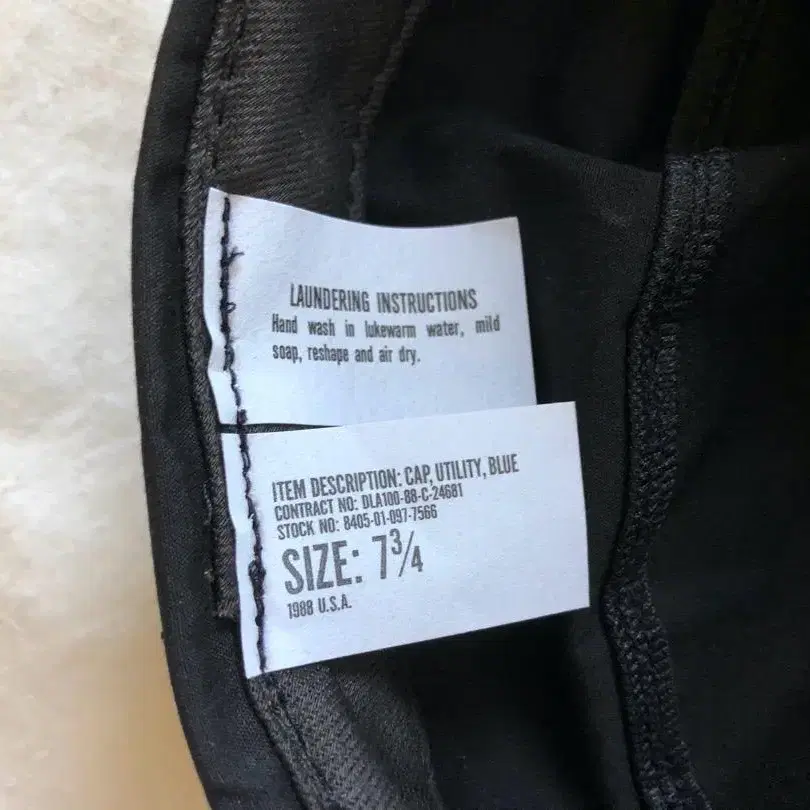 LAUNDERING INSTRUCTIONS
Hand wash in lukewarm water, mild
soap, reshape and air dry.
ITEM DESCRIPTION: CAP, UTILITY, BLUE
CONTRACT NO: DLA100-88-C-24681
STOCK NO: 8405-01-097-7566
SIZE: 7¾
1988 U.S.A.